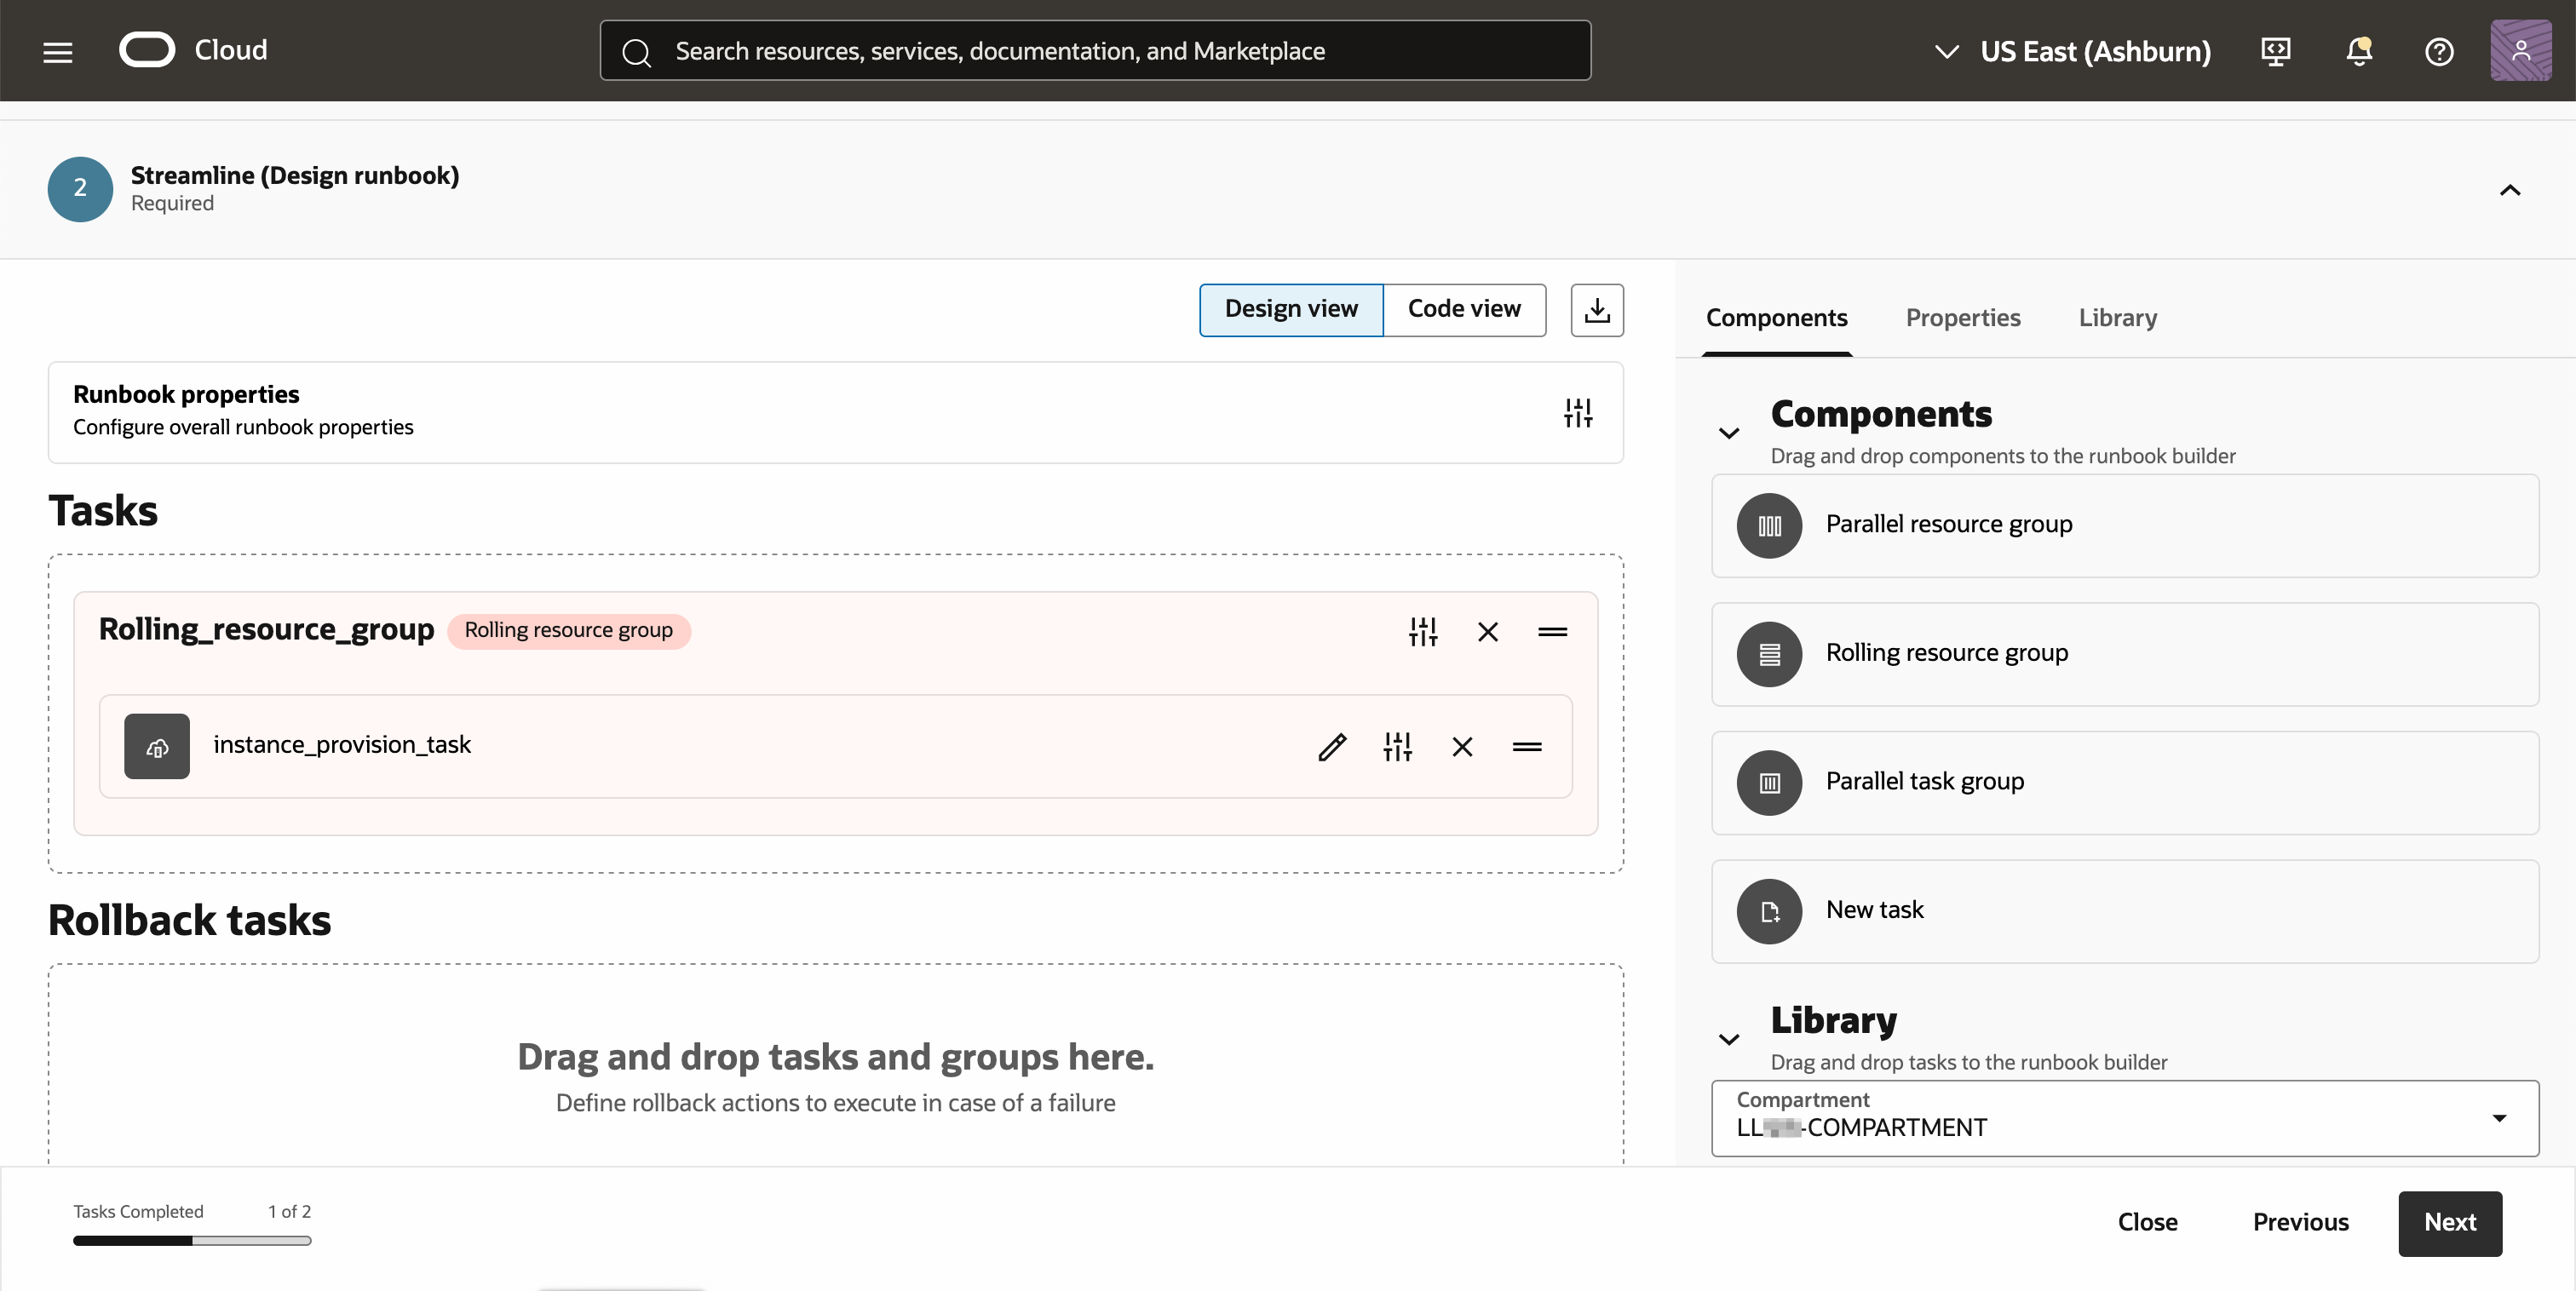 Cloud
Search resources, services, documentation, and Marketplace
US East (Ashburn)
2
Streamline (Design runbook)
Required
Design view
Code view
Runbook properties
Configure overall runbook properties
Tasks
Rolling_resource_group
Rolling resource group
instance_provision_task
Rollback tasks
Drag and drop tasks and groups here.
Define rollback actions to execute in case of a failure
Components
Properties
Library
Components
Drag and drop components to the runbook builder
Parallel resource group
Rolling resource group
Parallel task group
New task
Library
Drag and drop tasks to the runbook builder
Compartment
LL -COMPARTMENT
Tasks Completed
1 of 2
Close
Previous
Next